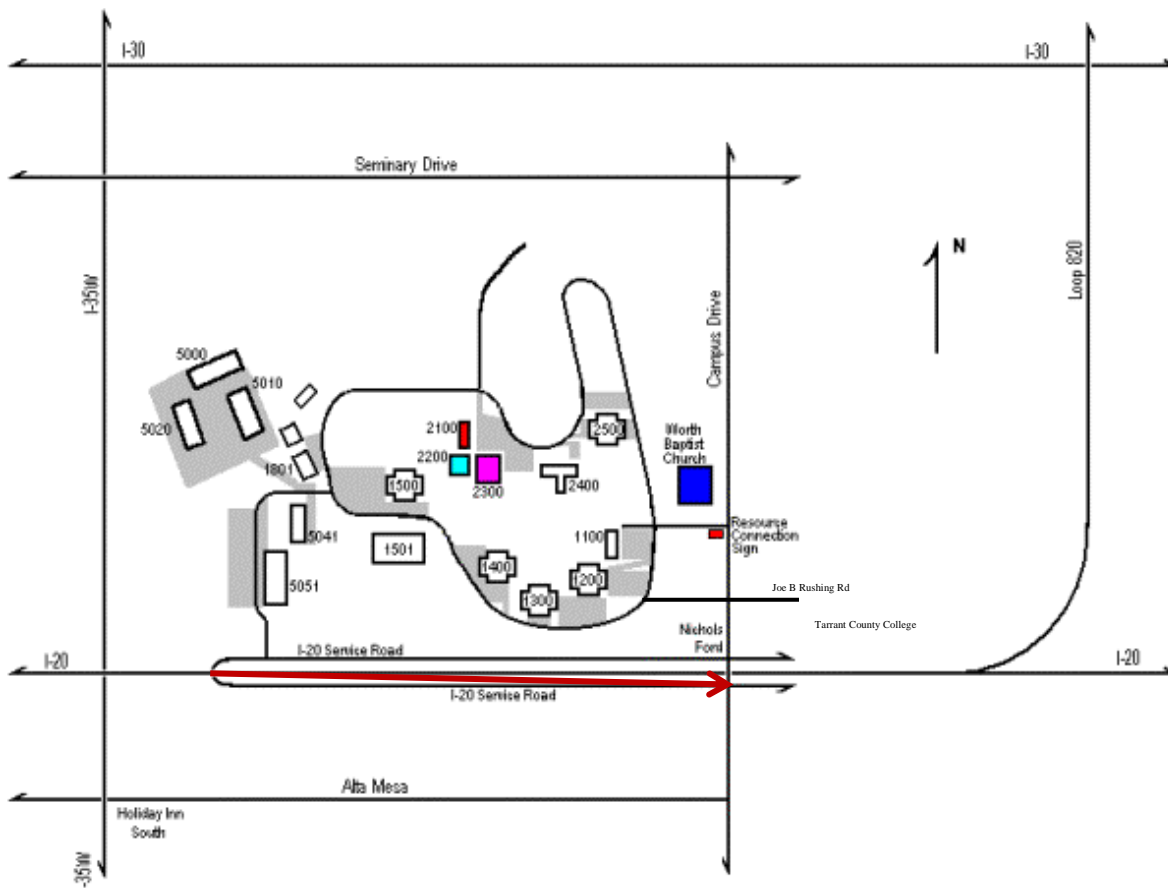 I-30
I-30
Seminary Drive
N
I-35W
Loop 820
Campus Drive
5000
5010
5020
1801
2100
2200
2300
2400
2500
Worth
Baptist
Church
1500
5041
5051
1501
1100
Resource
Connection
Sign
1400
1200
1300
Joe B Rushing Rd
Tarrant County College
Nichols
Ford
I-20 Service Road
I-20
I-20
I-20 Service Road
Alta Mesa
Holiday Inn
South
-35W